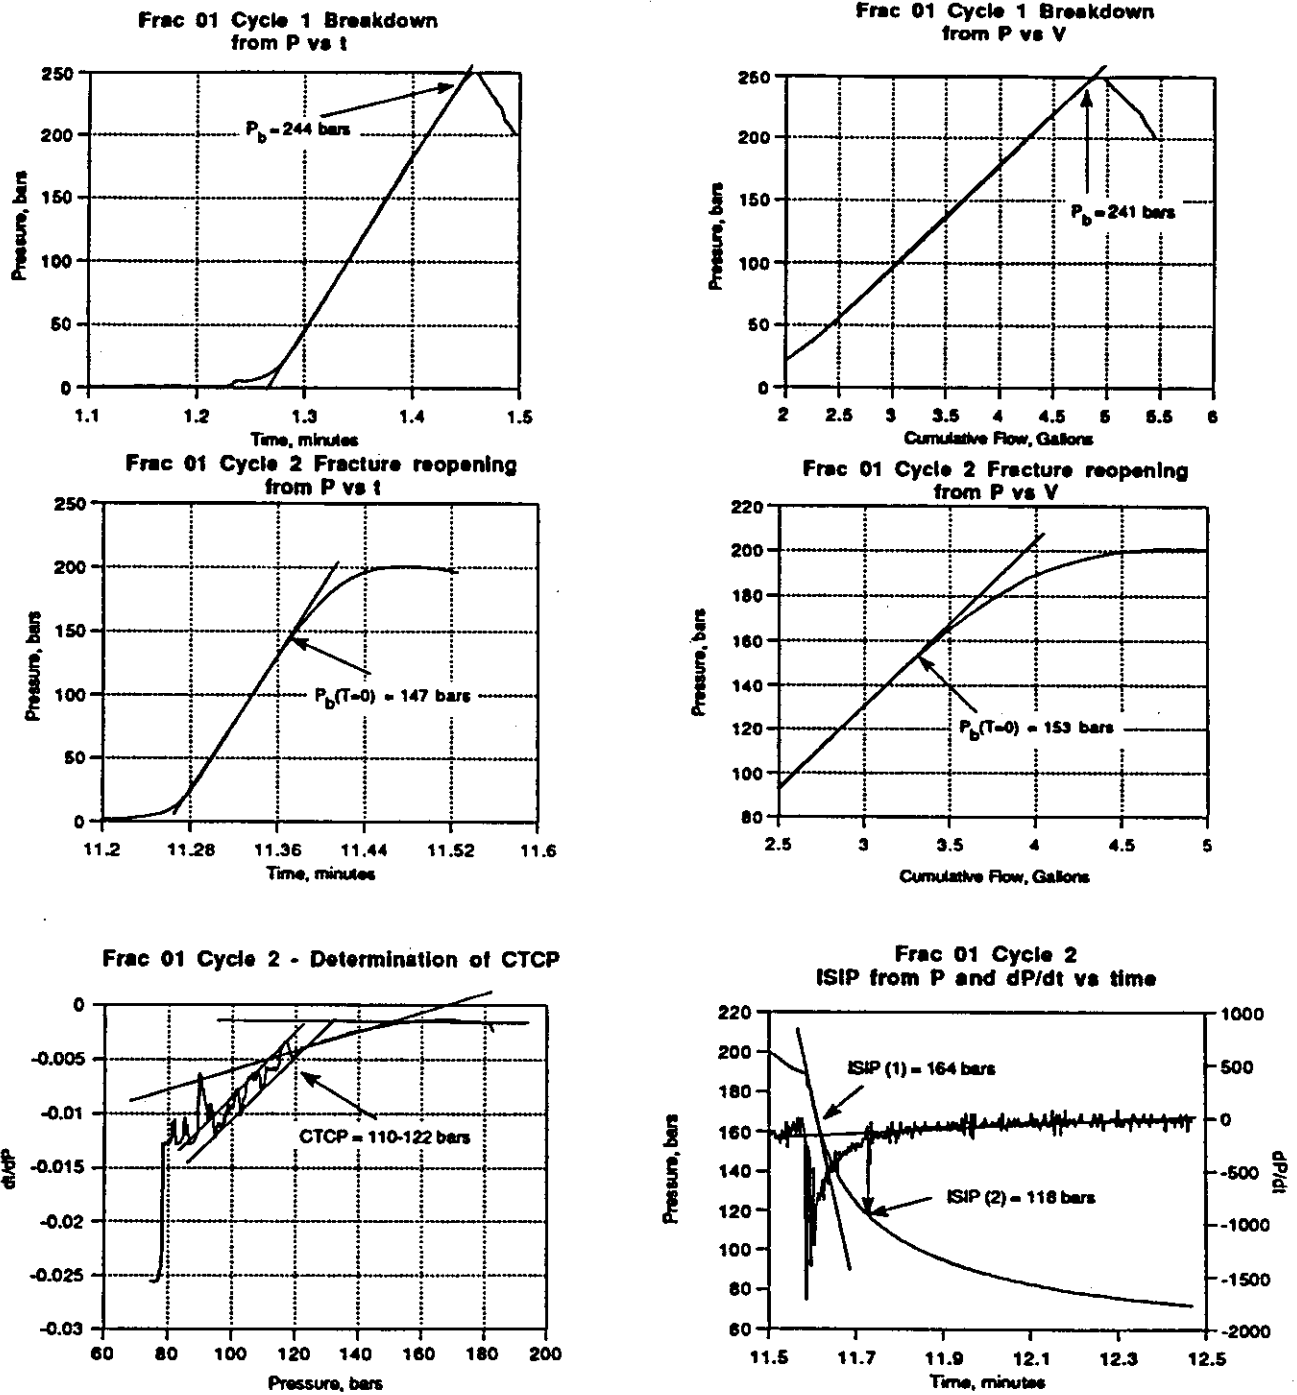 Frac 01 Cycle 1 Breakdown
from P vs t
250
200
150
100
50
0
Pressure, bars
Pb = 244 bars
1.1 1.2 1.3 1.4 1.5
Time, minutes
Frac 01 Cycle 1 Breakdown
from P vs V
250
200
150
100
50
0
Pressure, bars
Pb = 241 bars
2 2.5 3 3.5 4 4.5 5 5.5 6
Cumulative Flow, Gallons
Frac 01 Cycle 2 Fracture reopening
from P vs t
250
200
150
100
50
0
Pressure, bars
Pb(T=0) = 147 bars
11.2 11.28 11.36 11.44 11.52 11.6
Time, minutes
Frac 01 Cycle 2 Fracture reopening
from P vs V
220
200
180
160
140
120
100
80
Pressure, bars
Pb(T=0) = 153 bars
2.5 3 3.5 4 4.5 5
Cumulative Flow, Gallons
Frac 01 Cycle 2 - Determination of CTCP
0
-0.005
-0.01
-0.015
-0.02
-0.025
-0.03
dt/dP
CTCP = 110-122 bars
60 80 100 120 140 160 180 200
Pressure, bars
Frac 01 Cycle 2
ISIP from P and dP/dt vs time
220
200
180
160
140
120
100
80
60
Pressure, bars
ISIP (1) = 164 bars
ISIP (2) = 118 bars
1000
500
0
-500
-1000
-1500
-2000
dP/dt
11.5 11.7 11.9 12.1 12.3 12.5
Time, minutes